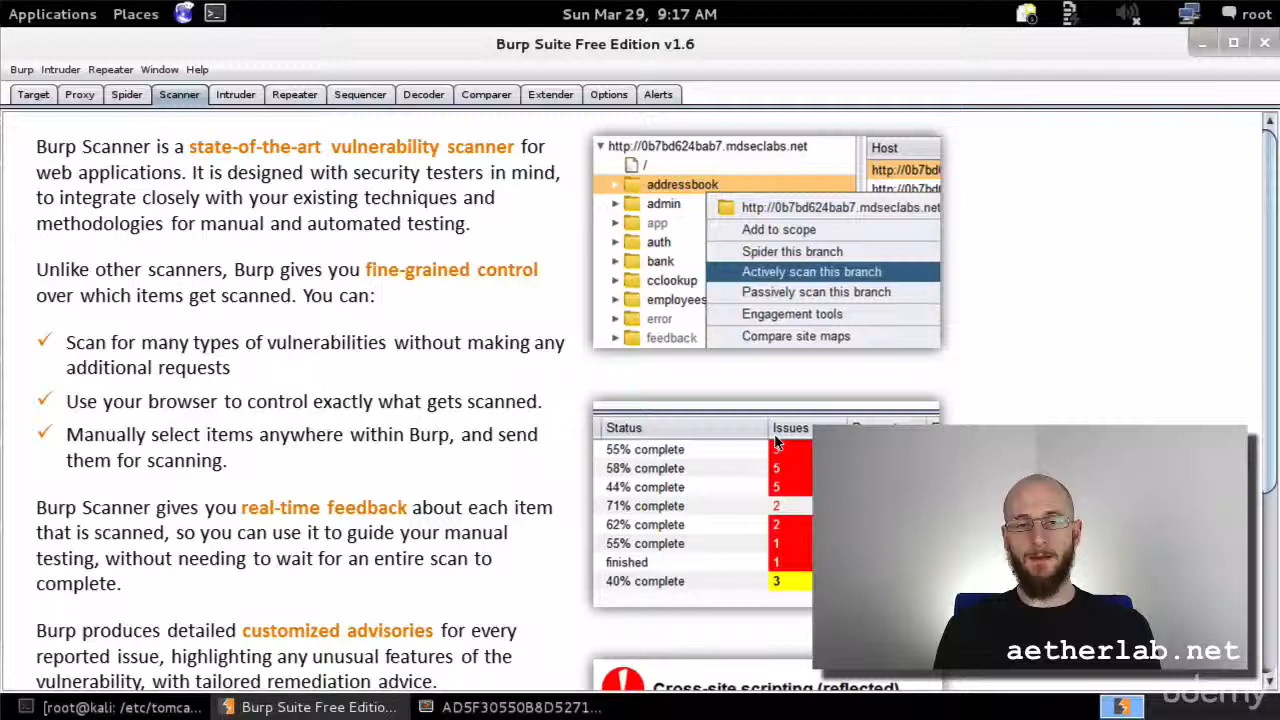 Applications Places Sun Mar 29, 9:17 AM root
Burp Suite Free Edition v1.6
Burp Intruder Repeater Window Help
Target Proxy Spider Scanner Intruder Repeater Sequencer Decoder Comparer Extender Options Alerts
Burp Scanner is a state-of-the-art vulnerability scanner for
web applications. It is designed with security testers in mind,
to integrate closely with your existing techniques and
methodologies for manual and automated testing.
Unlike other scanners, Burp gives you fine-grained control
over which items get scanned. You can:
Scan for many types of vulnerabilities without making any
additional requests
Use your browser to control exactly what gets scanned.
Manually select items anywhere within Burp, and send
them for scanning.
Burp Scanner gives you real-time feedback about each item
that is scanned, so you can use it to guide your manual
testing, without needing to wait for an entire scan to
complete.
Burp produces detailed customized advisories for every
reported issue, highlighting any unusual features of the
vulnerability, with tailored remediation advice.
http://0b7bd624bab7.mdseclabs.net
/
addressbook
admin
app
auth
bank
cclookup
employees
error
feedback
Host
http://0b7bd
http://0b7bd
http://0b7bd624bab7.mdseclabs.net
Add to scope
Spider this branch
Actively scan this branch
Passively scan this branch
Engagement tools
Compare site maps
Status Issues
55% complete
58% complete 5
44% complete 5
71% complete 2
62% complete 2
55% complete 1
finished 1
40% complete 3
Cross-site scripting (reflected)
aetherlab.net
udemy
[root@kali: /etc/tomca... Burp Suite Free Editio... AD5F30550B8D5271...